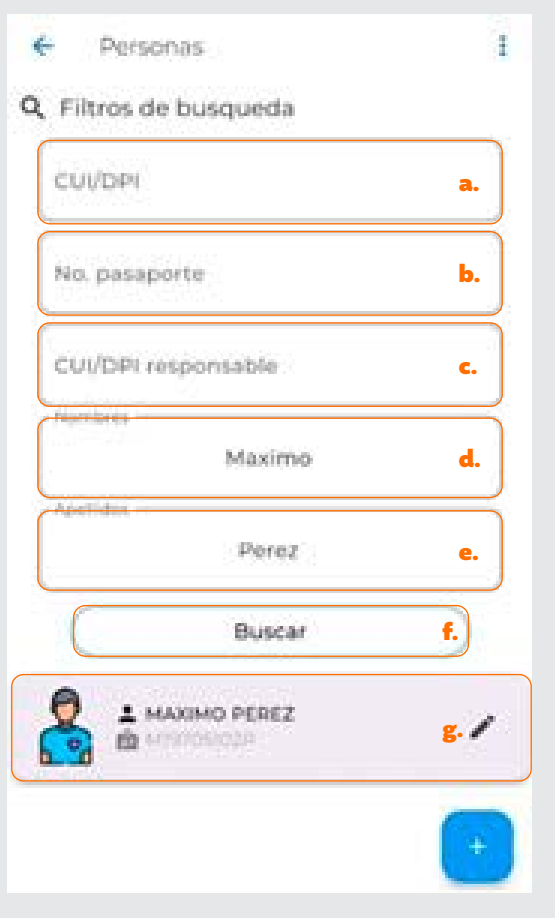 Personas
Filtros de busqueda
CUI/DPI a.
No. pasaporte b.
CUI/DPI responsable c.
Nombres
Maximo d.
Apellidos
Perez e.
Buscar f.
MAXIMO PEREZ
g.
+